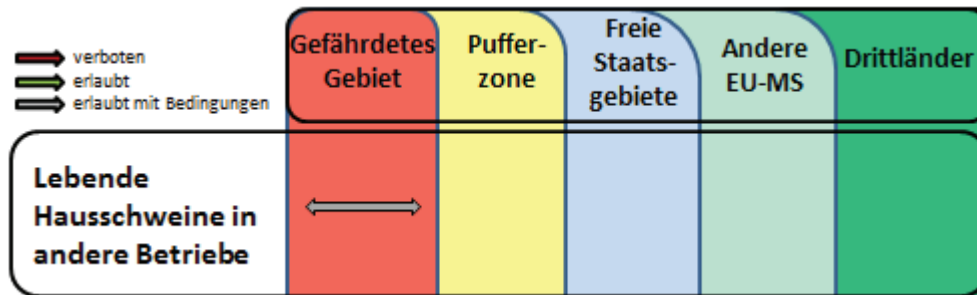 verboten
erlaubt
erlaubt mit Bedingungen
Gefährdetes
Gebiet
Puffer-
zone
Freie
Staats-
gebiete
Andere
EU-MS
Drittländer
Lebende
Hausschweine in
andere Betriebe